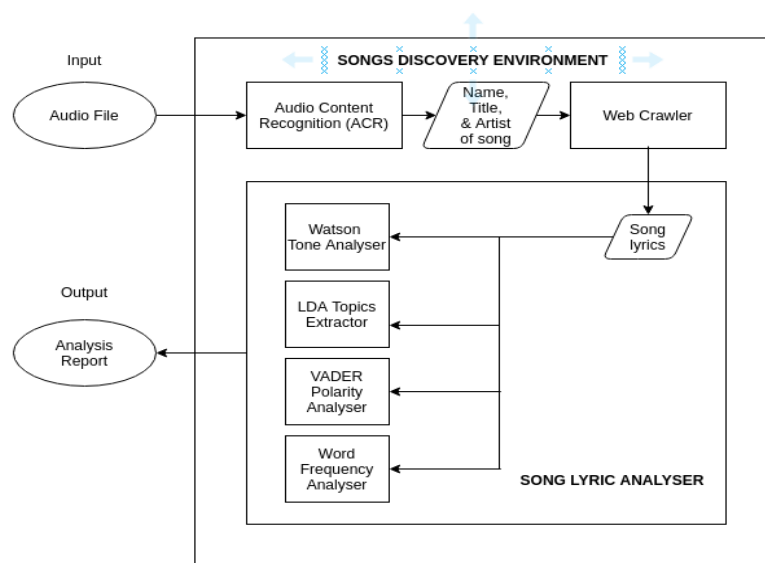 Input
SONGS DISCOVERY ENVIRONMENT
Audio File
Audio Content
Recognition (ACR)
Name,
Title,
& Artist
of song
Web Crawler
Song
lyrics
Watson
Tone Analyser
LDA Topics
Extractor
VADER
Polarity
Analyser
Word
Frequency
Analyser
SONG LYRIC ANALYSER
Output
Analysis
Report